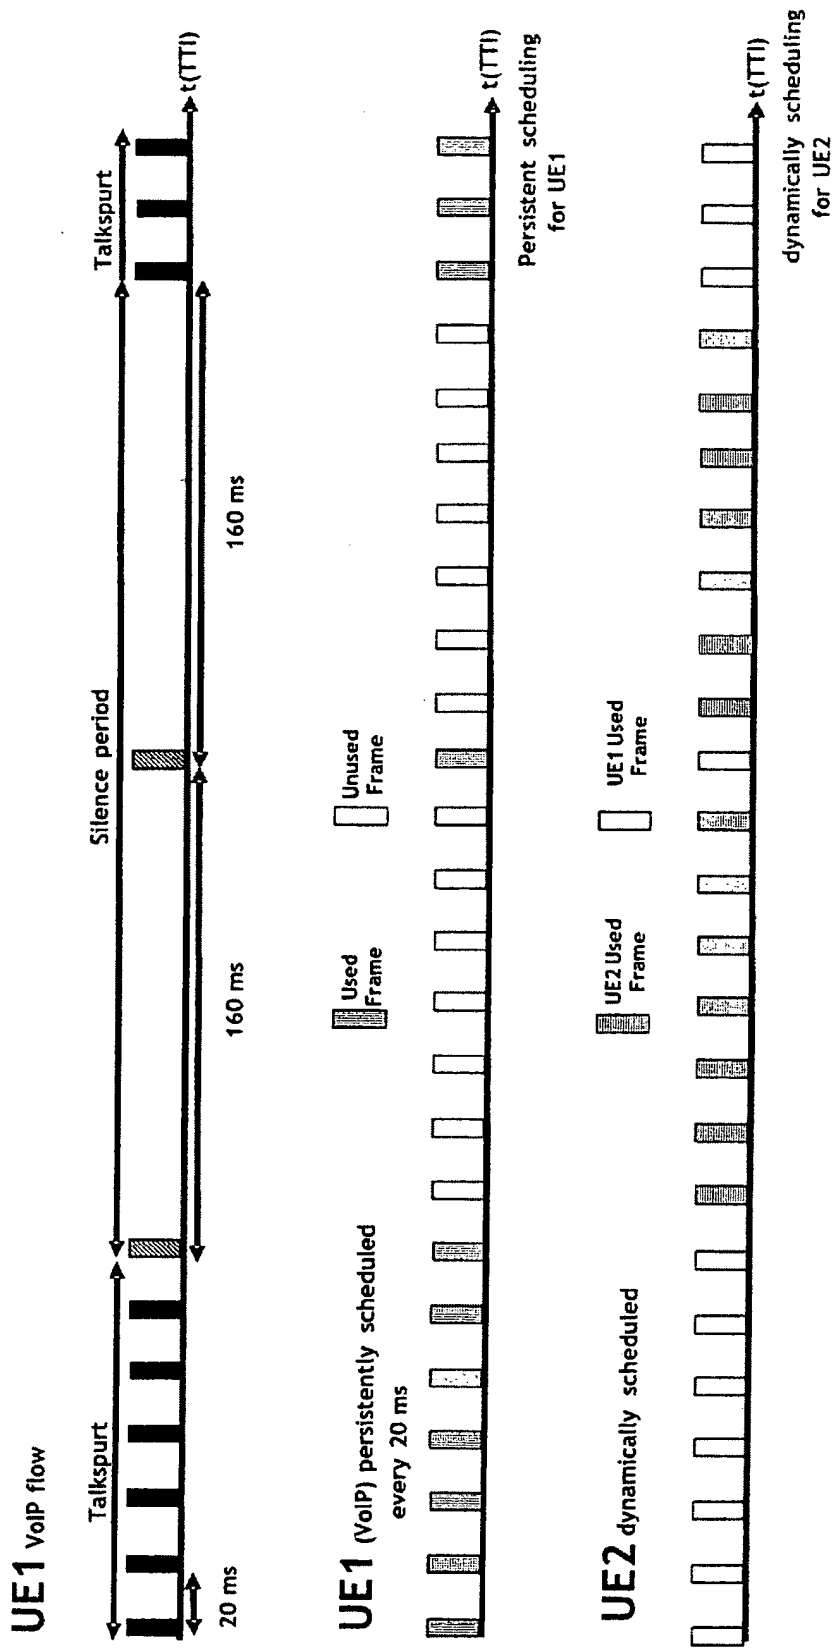 UE1 VoIP flow
Talkspurt
Silence period
Talkspurt
20 ms
160 ms
160 ms
t(TTI)
UE1 (VoIP) persistently scheduled
every 20 ms
Used
Frame
Unused
Frame
t(TTI)
Persistent scheduling
for UE1
UE2 dynamically scheduled
UE2 Used
Frame
UE1 Used
Frame
t(TTI)
dynamically scheduling
for UE2